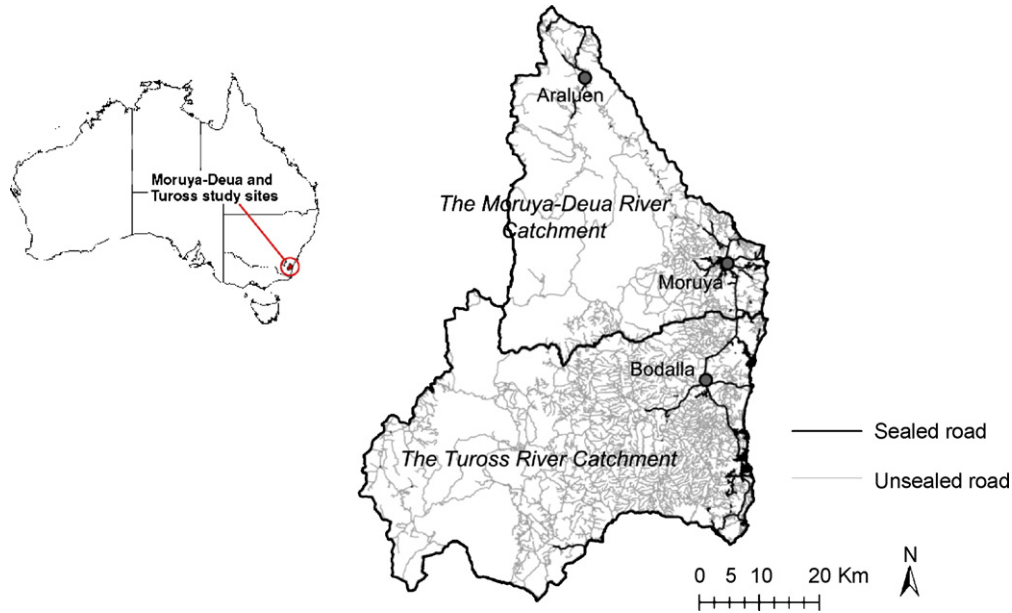 Moruya-Deua and
Tuross study sites
Araluen
The Moruya-Deua River
Catchment
Moruya
Bodalla
The Tuross River Catchment
Sealed road
Unsealed road
0 5 10 20 Km
N